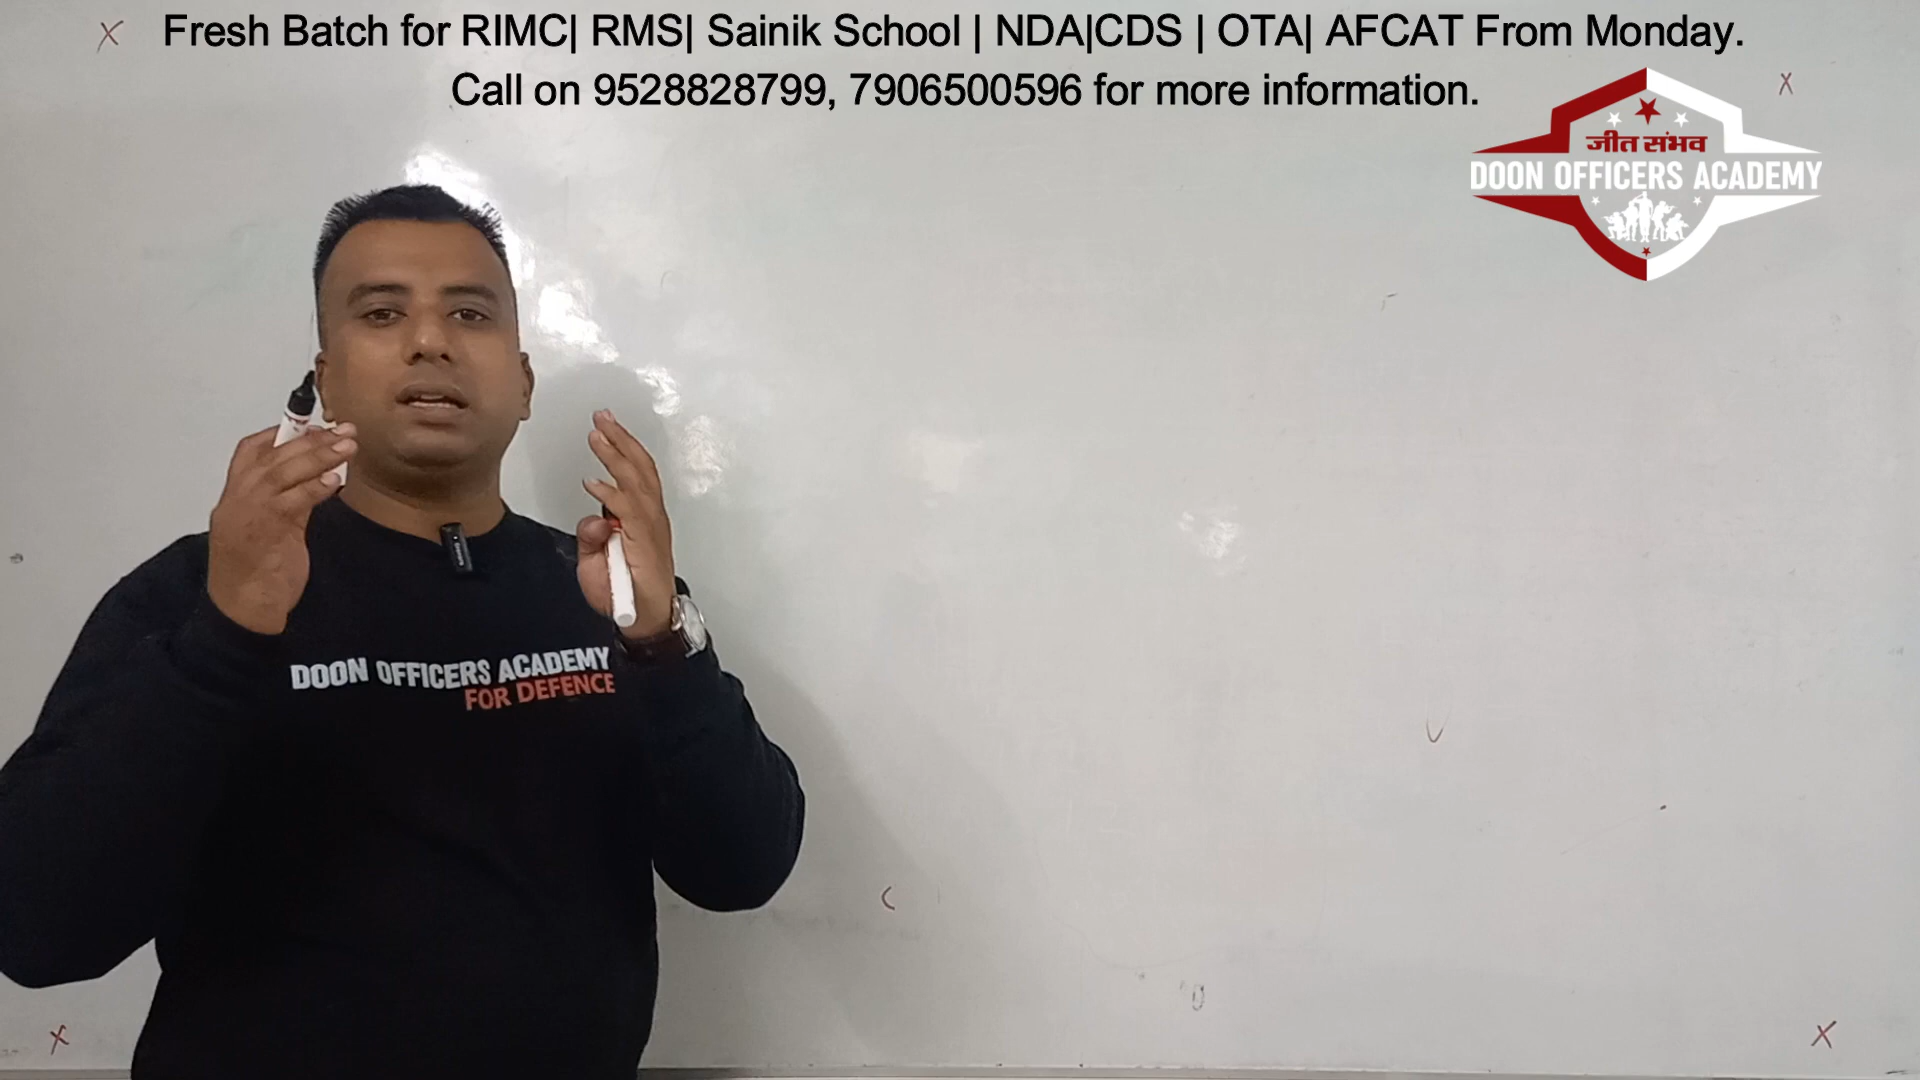 Fresh Batch for RIMC| RMS| Sainik School | NDA|CDS | OTA| AFCAT From Monday.
Call on 9528828799, 7906500596 for more information.
जीत संभव
DOON OFFICERS ACADEMY
DOON OFFICERS ACADEMY
FOR DEFENCE